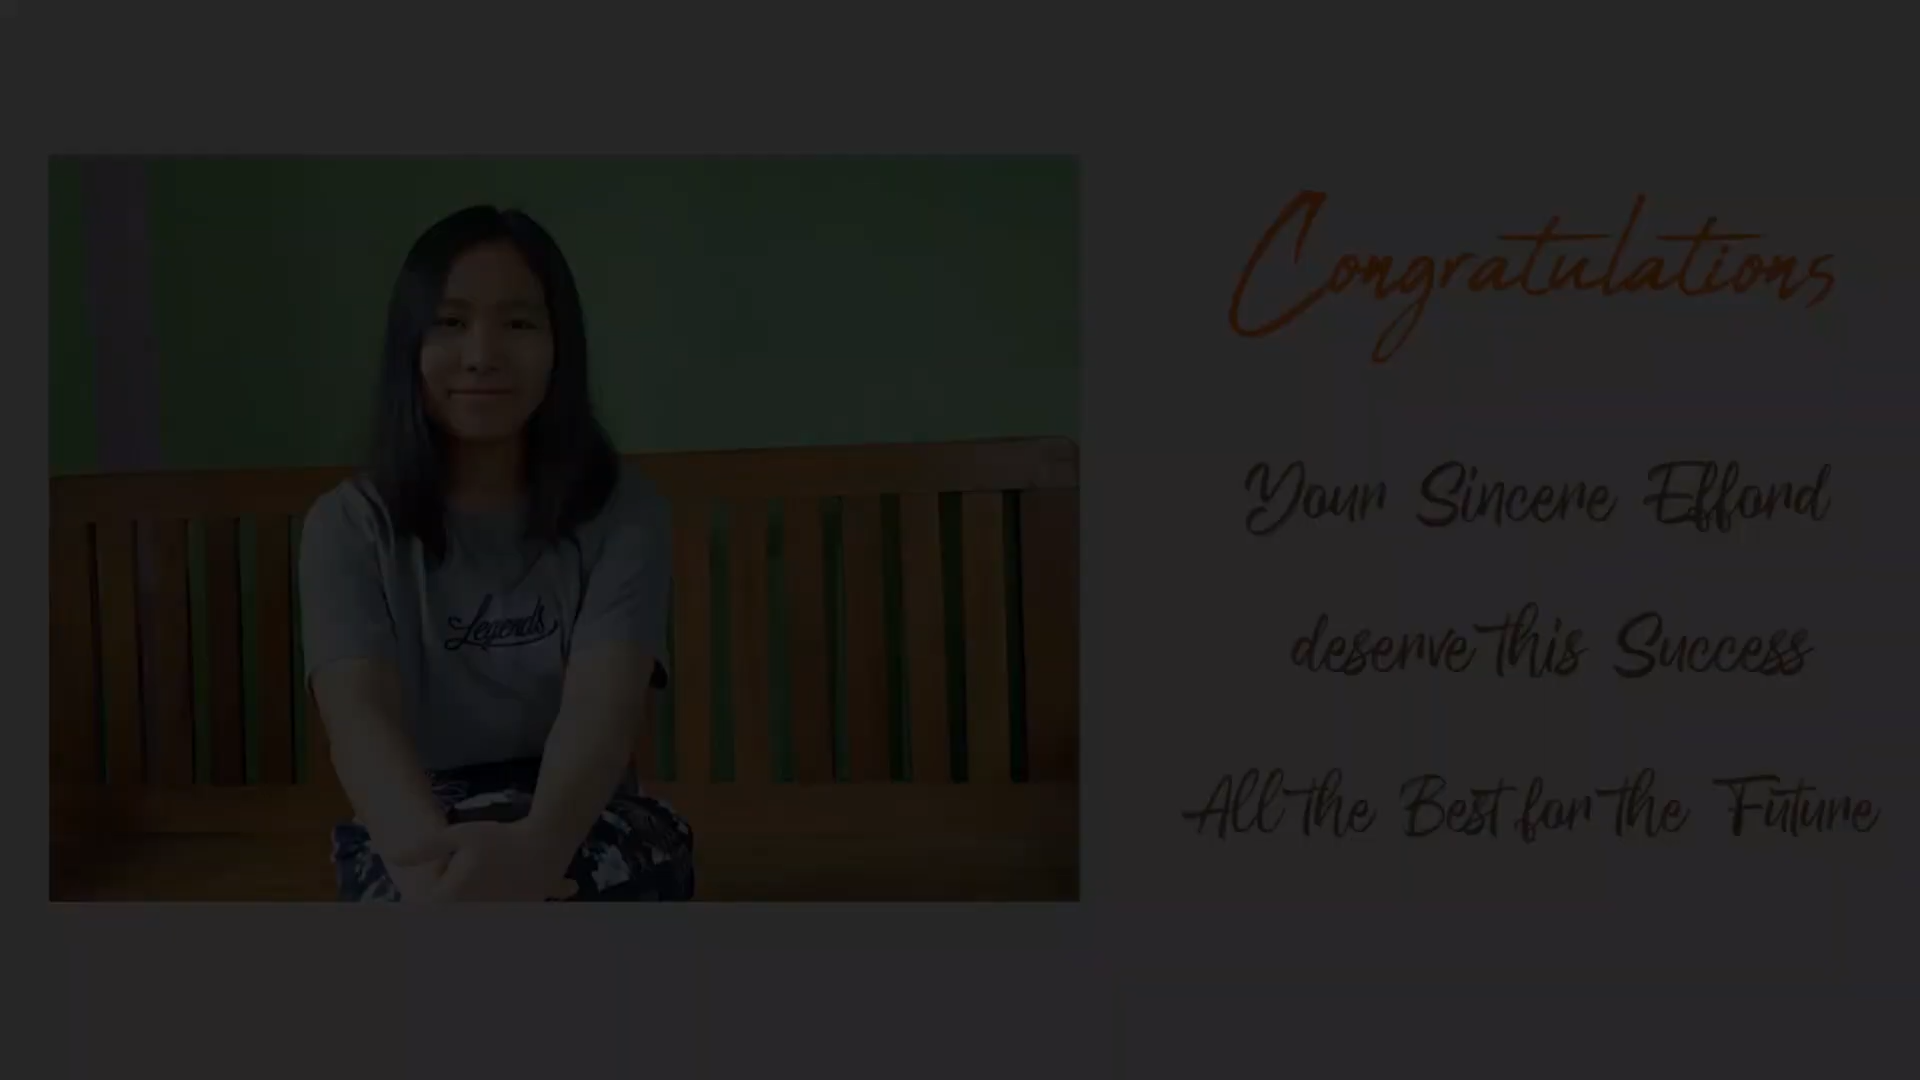 Congratulations
Your Sincere Efford
deserve this Success
All the Best for the Future
Legends